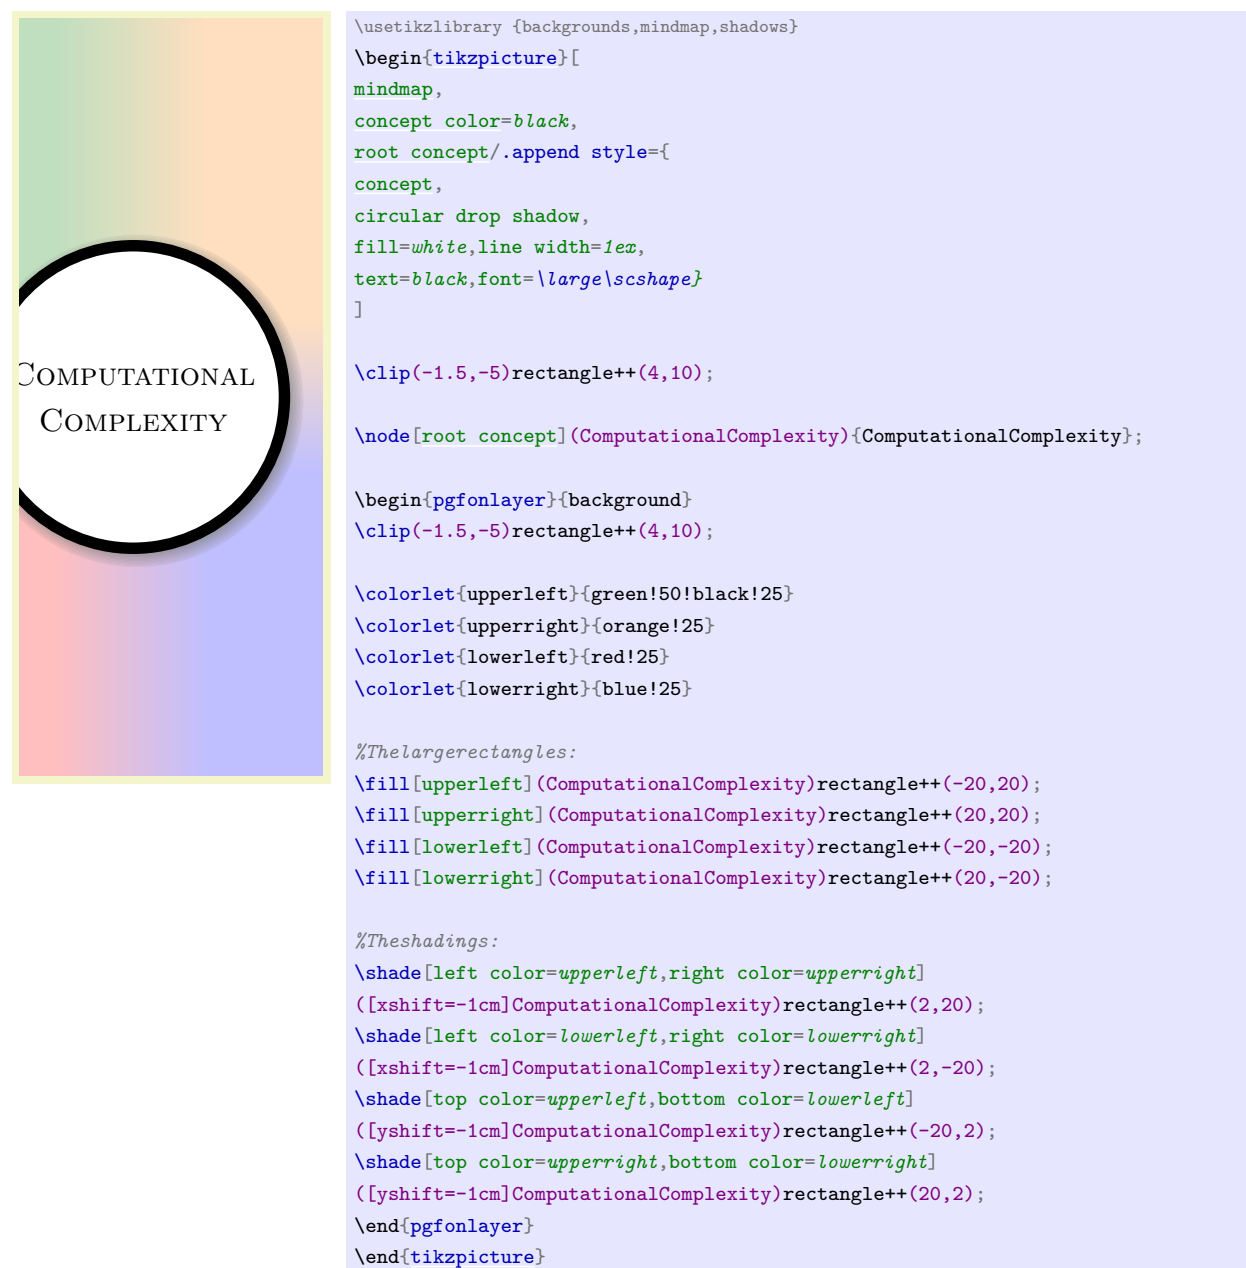 COMPUTATIONAL
COMPLEXITY
\usetikzlibrary {backgrounds,mindmap,shadows}
\begin{tikzpicture}[
mindmap,
concept color=black,
root concept/.append style={
concept,
circular drop shadow,
fill=white,line width=1ex,
text=black,font=\large\scshape}
]
\clip(-1.5,-5)rectangle++(4,10);
\node[root concept](ComputationalComplexity){ComputationalComplexity};
\begin{pgfonlayer}{background}
\clip(-1.5,-5)rectangle++(4,10);
\colorlet{upperleft}{green!50!black!25}
\colorlet{upperright}{orange!25}
\colorlet{lowerleft}{red!25}
\colorlet{lowerright}{blue!25}
%Thelargerectangles:
\fill[upperleft](ComputationalComplexity)rectangle++(-20,20);
\fill[upperright](ComputationalComplexity)rectangle++(20,20);
\fill[lowerleft](ComputationalComplexity)rectangle++(-20,-20);
\fill[lowerright](ComputationalComplexity)rectangle++(20,-20);
%Theshadings:
\shade[left color=upperleft,right color=upperright]
([xshift=-1cm]ComputationalComplexity)rectangle++(2,20);
\shade[left color=lowerleft,right color=lowerright]
([xshift=-1cm]ComputationalComplexity)rectangle++(2,-20);
\shade[top color=upperleft,bottom color=lowerleft]
([yshift=-1cm]ComputationalComplexity)rectangle++(-20,2);
\shade[top color=upperright,bottom color=lowerright]
([yshift=-1cm]ComputationalComplexity)rectangle++(20,2);
\end{pgfonlayer}
\end{tikzpicture}